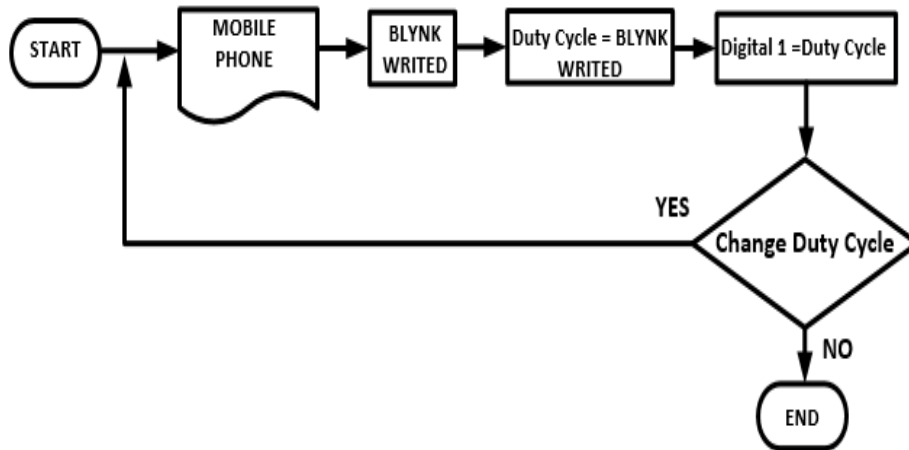 START
MOBILE
PHONE
BLYNK
WRITED
Duty Cycle = BLYNK
WRITED
Digital 1 =Duty Cycle
YES
Change Duty Cycle
NO
END